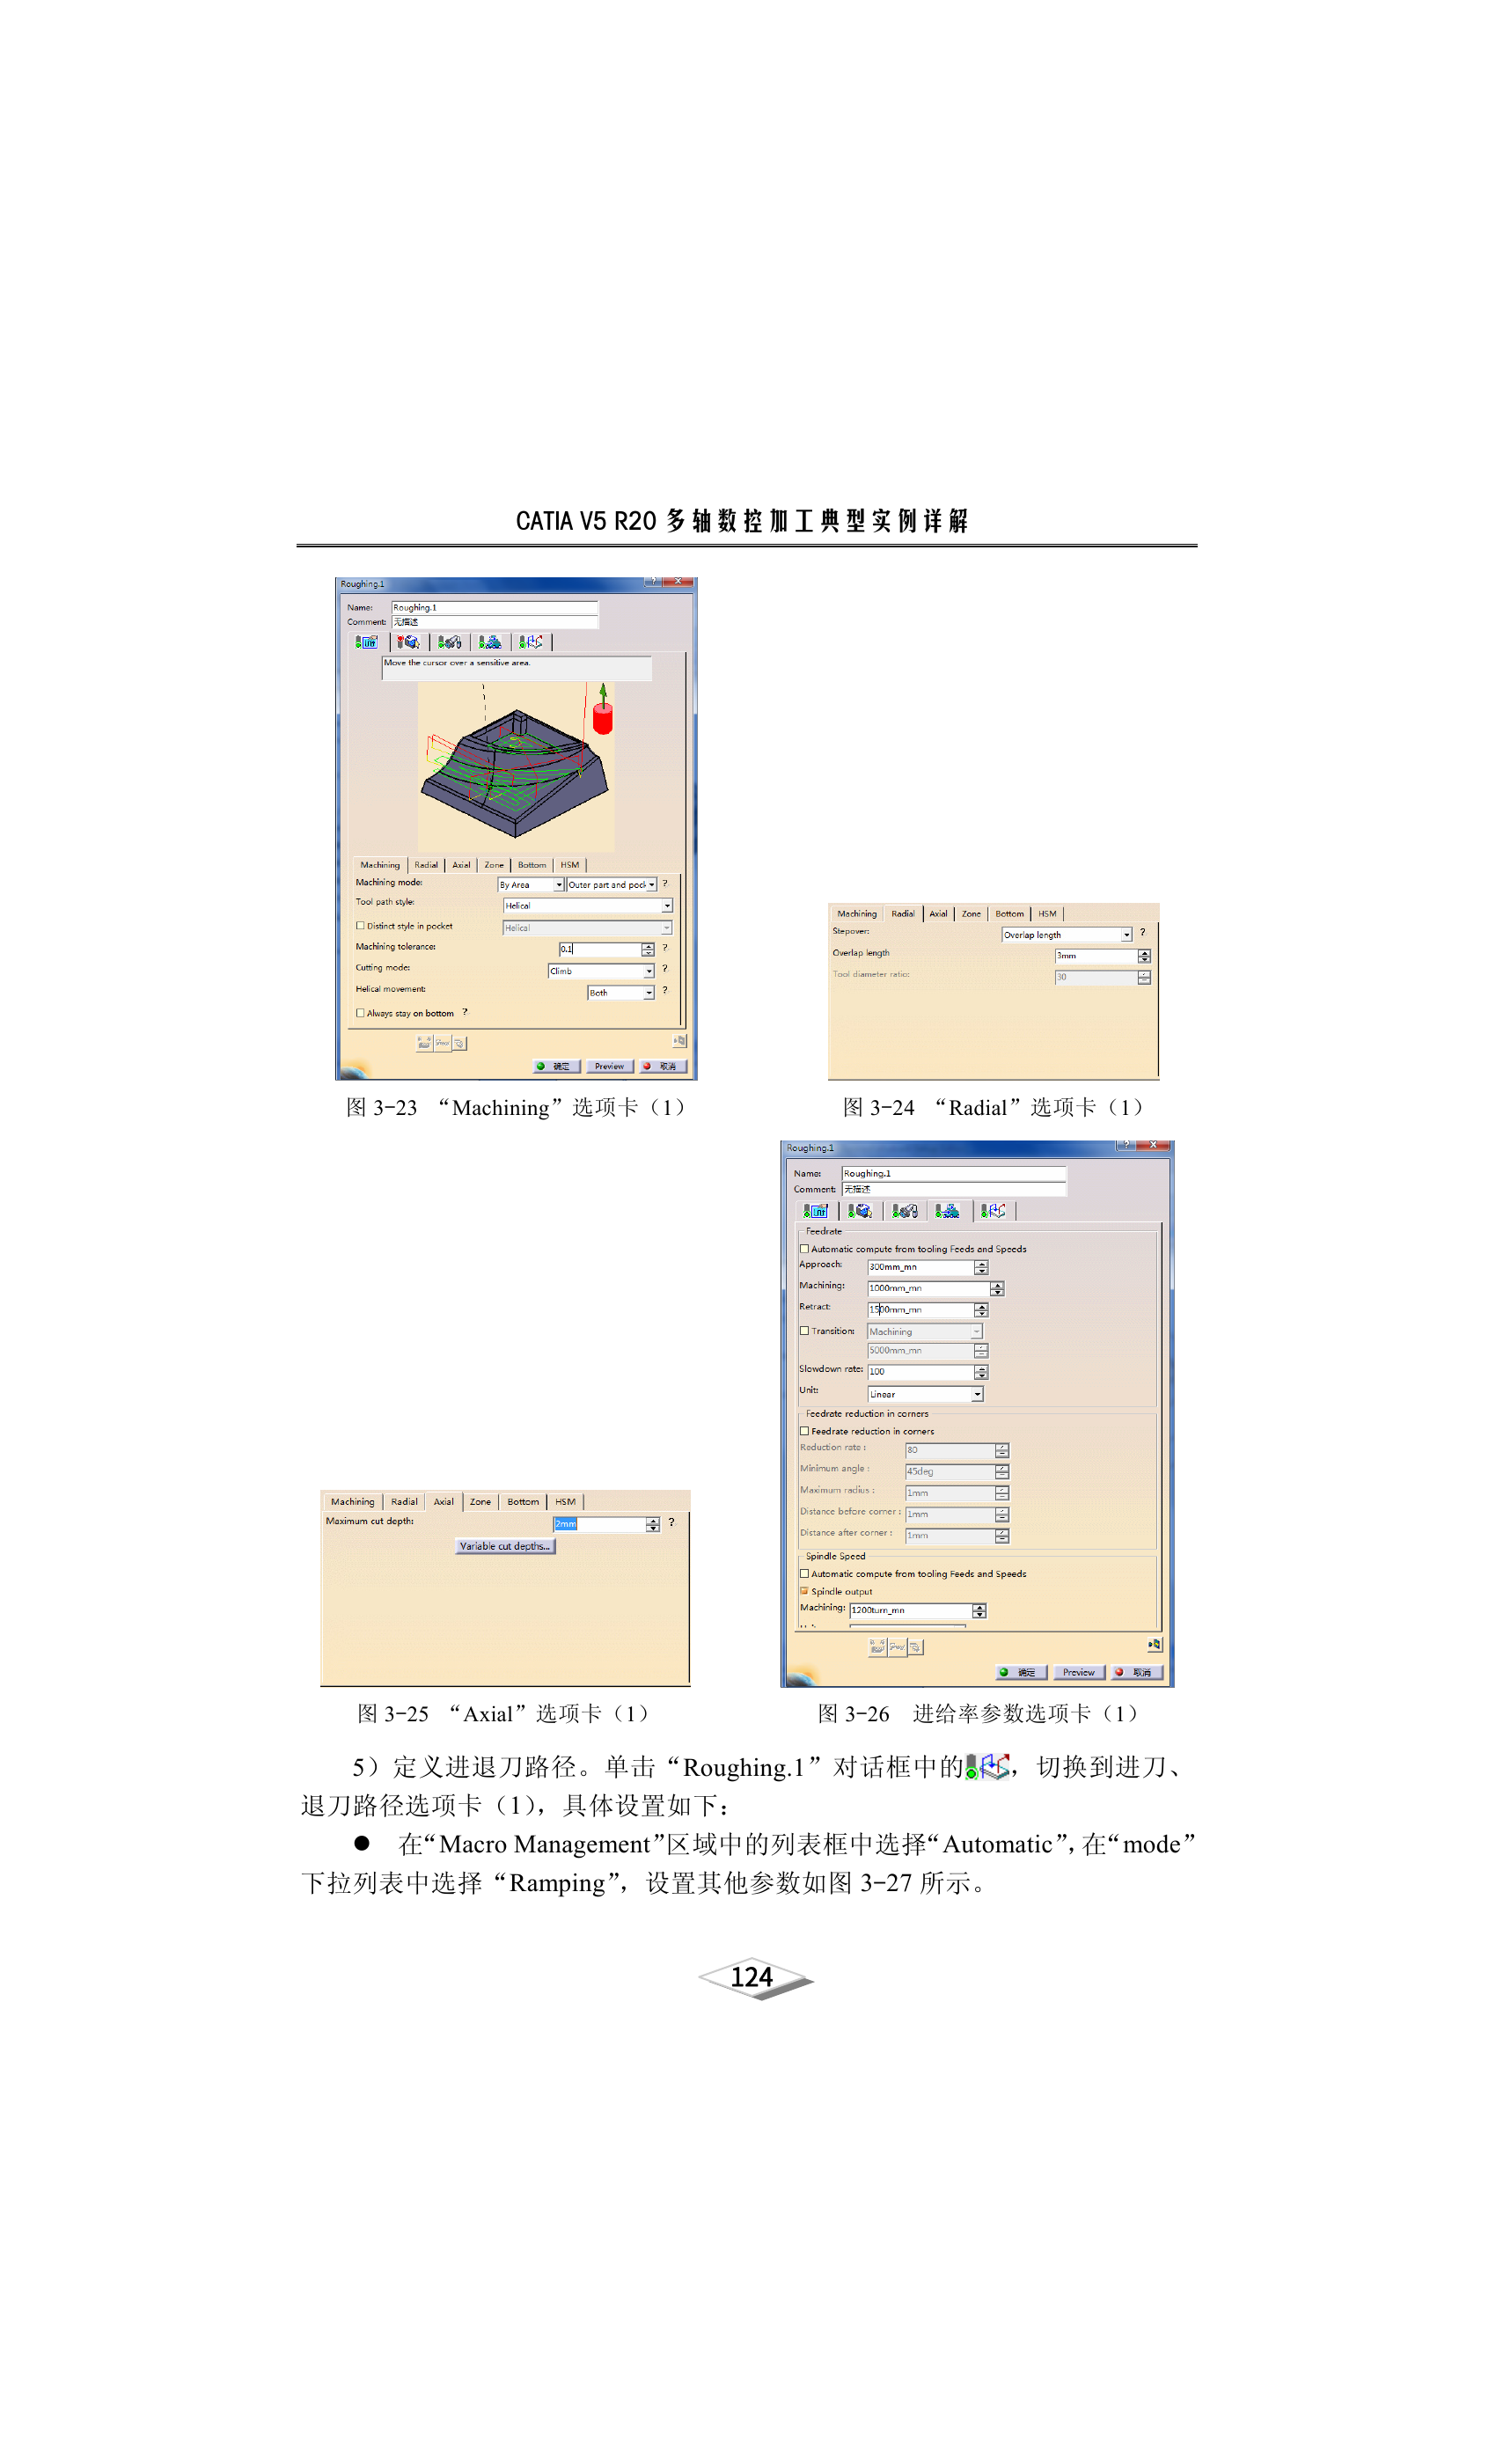 CATIA V5 R20 多轴数控加工典型实例详解
Roughing.1
Name: Roughing.1
Comment: 无描述
Move the cursor over a sensitive area.
Machining Radial Axial Zone Bottom HSM
Machining mode: By Area Outer part and pock ?
Tool path style: Helical
Distinct style in pocket Helical
Machining tolerance: 0.1 ?
Cutting mode: Climb ?
Helical movement: Both ?
Always stay on bottom ?
确定 Preview 取消
图 3-23 “Machining”选项卡（1）
Machining Radial Axial Zone Bottom HSM
Stepover: Overlap length ?
Overlap length 3mm
Tool diameter ratio: 30
图 3-24 “Radial”选项卡（1）
Machining Radial Axial Zone Bottom HSM
Maximum cut depth: 2mm ?
Variable cut depths...
图 3-25 “Axial”选项卡（1）
Roughing.1
Name: Roughing.1
Comment: 无描述
Feedrate
Automatic compute from tooling Feeds and Speeds
Approach: 300mm_mn
Machining: 1000mm_mn
Retract: 1500mm_mn
Transition: Machining
5000mm_mn
Slowdown rate: 100
Unit: Linear
Feedrate reduction in corners
Feedrate reduction in corners
Reduction rate : 80
Minimum angle : 45deg
Maximum radius : 1mm
Distance before corner : 1mm
Distance after corner : 1mm
Spindle Speed
Automatic compute from tooling Feeds and Speeds
Spindle output
Machining: 1200turn_mn
确定 Preview 取消
图 3-26 进给率参数选项卡（1）
5）定义进退刀路径。单击“Roughing.1”对话框中的，切换到进刀、
退刀路径选项卡（1），具体设置如下：
● 在“Macro Management”区域中的列表框中选择“Automatic”，在“mode”
下拉列表中选择“Ramping”，设置其他参数如图 3-27 所示。
124